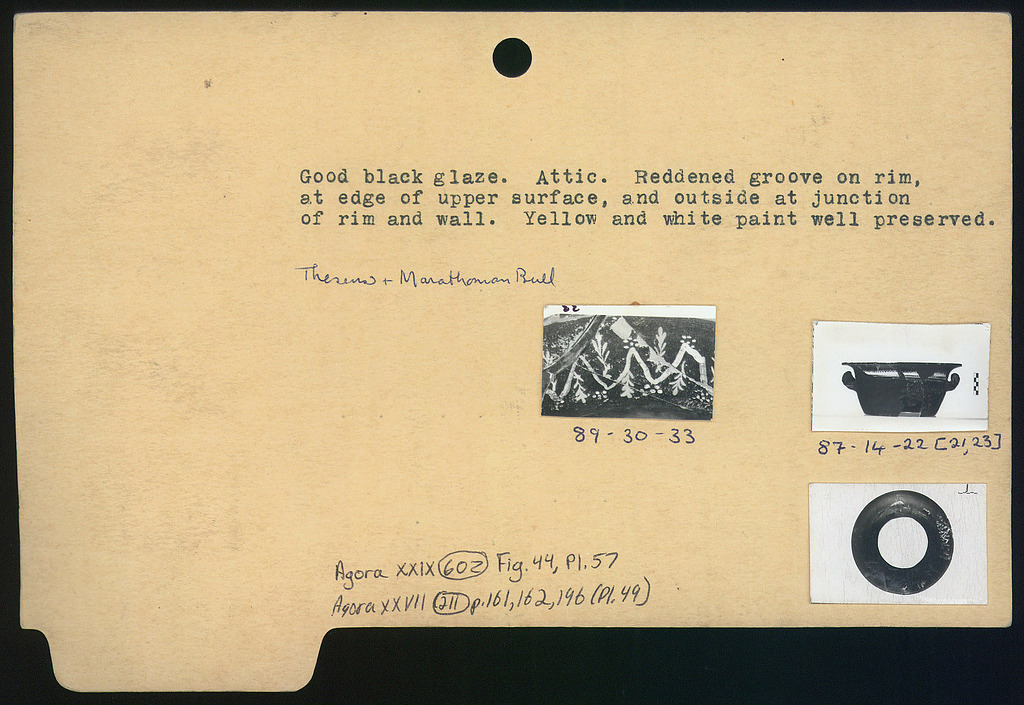 Good black glaze. Attic. Reddened groove on rim,
at edge of upper surface, and outside at junction
of rim and wall. Yellow and white paint well preserved.
Theseus + Marathonian Bull
82
89-30-33
87-14-22 [21,23]
Agora XXIX 602 Fig. 44, Pl. 57
Agora XXVII 211 p. 161, 162, 196 (Pl. 49)